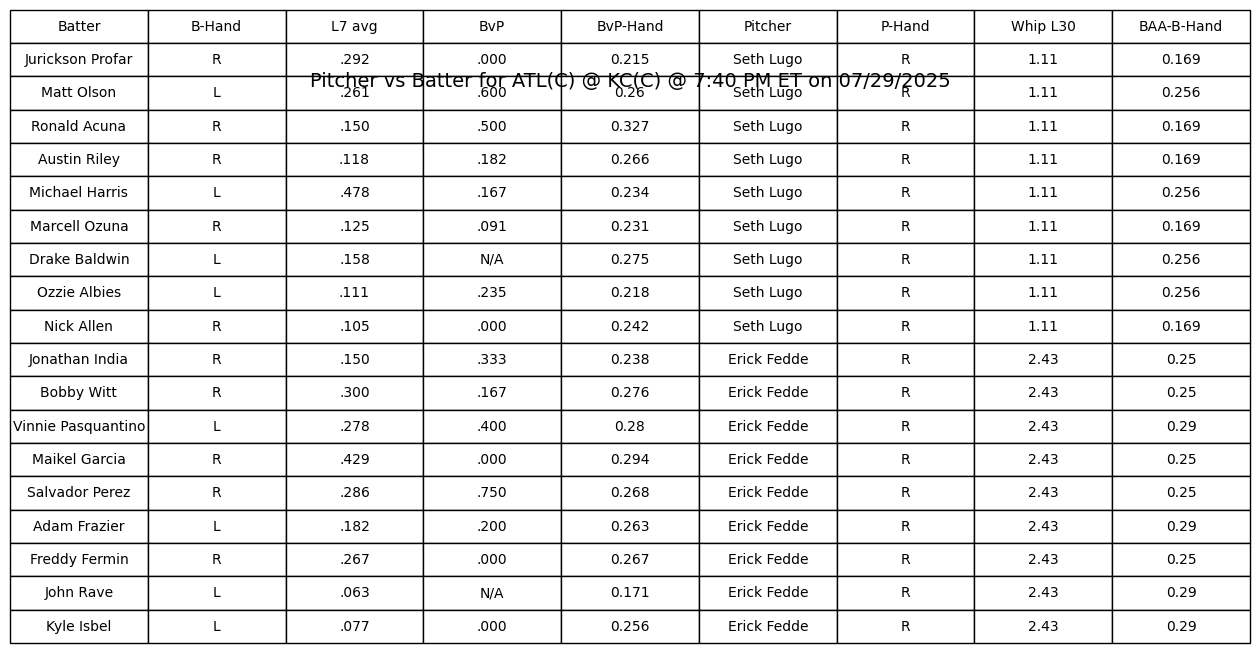 Batter B-Hand L7 avg BvP BvP-Hand Pitcher P-Hand Whip L30 BAA-B-Hand
Jurickson Profar R .292 .000 0.215 Seth Lugo R 1.11 0.169
Pitcher vs Batter for ATL(C) @ KC(C) @ 7:40 PM ET on 07/29/2025
Matt Olson L .261 .600 0.26 Seth Lugo R 1.11 0.256
Ronald Acuna R .150 .500 0.327 Seth Lugo R 1.11 0.169
Austin Riley R .118 .182 0.266 Seth Lugo R 1.11 0.169
Michael Harris L .478 .167 0.234 Seth Lugo R 1.11 0.256
Marcell Ozuna R .125 .091 0.231 Seth Lugo R 1.11 0.169
Drake Baldwin L .158 N/A 0.275 Seth Lugo R 1.11 0.256
Ozzie Albies L .111 .235 0.218 Seth Lugo R 1.11 0.256
Nick Allen R .105 .000 0.242 Seth Lugo R 1.11 0.169
Jonathan India R .150 .333 0.238 Erick Fedde R 2.43 0.25
Bobby Witt R .300 .167 0.276 Erick Fedde R 2.43 0.25
Vinnie Pasquantino L .278 .400 0.28 Erick Fedde R 2.43 0.29
Maikel Garcia R .429 .000 0.294 Erick Fedde R 2.43 0.25
Salvador Perez R .286 .750 0.268 Erick Fedde R 2.43 0.25
Adam Frazier L .182 .200 0.263 Erick Fedde R 2.43 0.29
Freddy Fermin R .267 .000 0.267 Erick Fedde R 2.43 0.25
John Rave L .063 N/A 0.171 Erick Fedde R 2.43 0.29
Kyle Isbel L .077 .000 0.256 Erick Fedde R 2.43 0.29